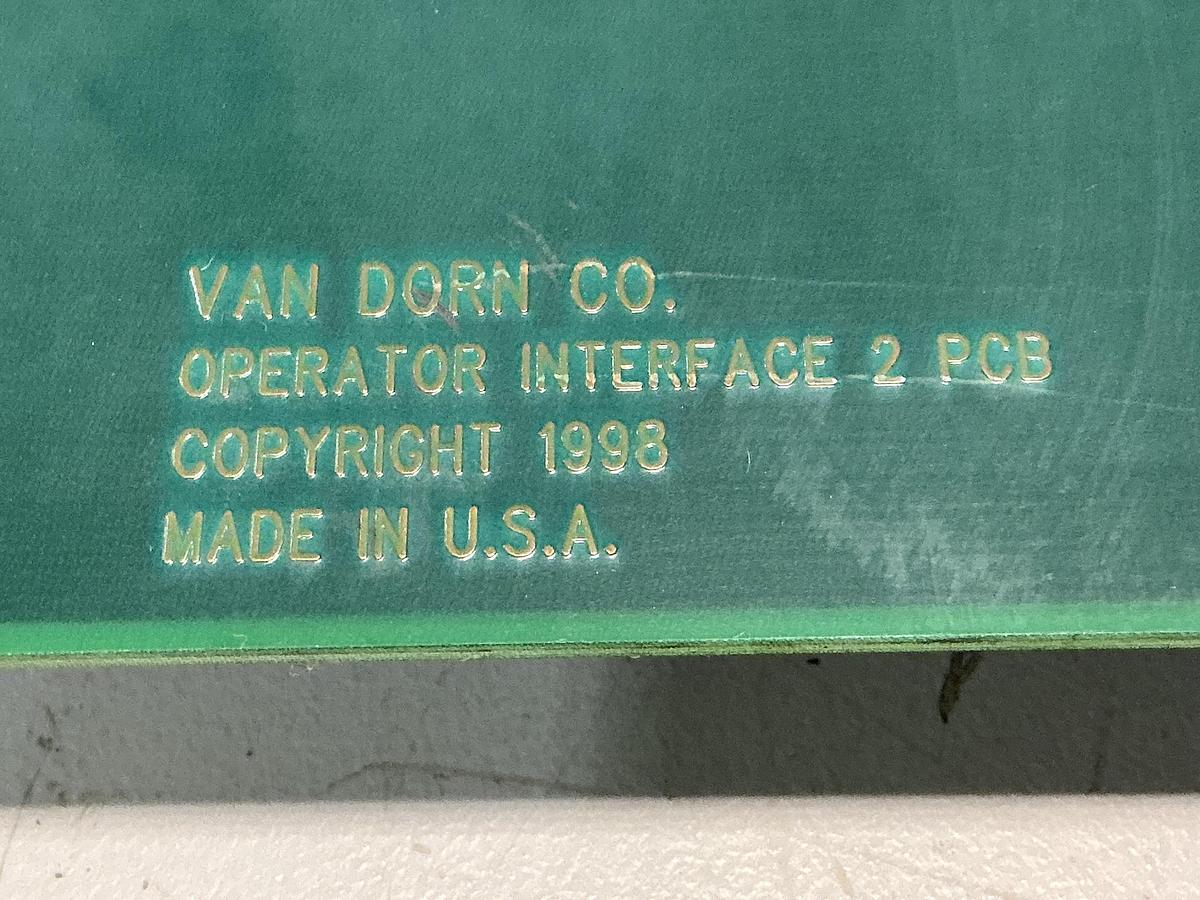 VAN DORN CO.
OPERATOR INTERFACE 2 PCB
COPYRIGHT 1998
MADE IN U.S.A.